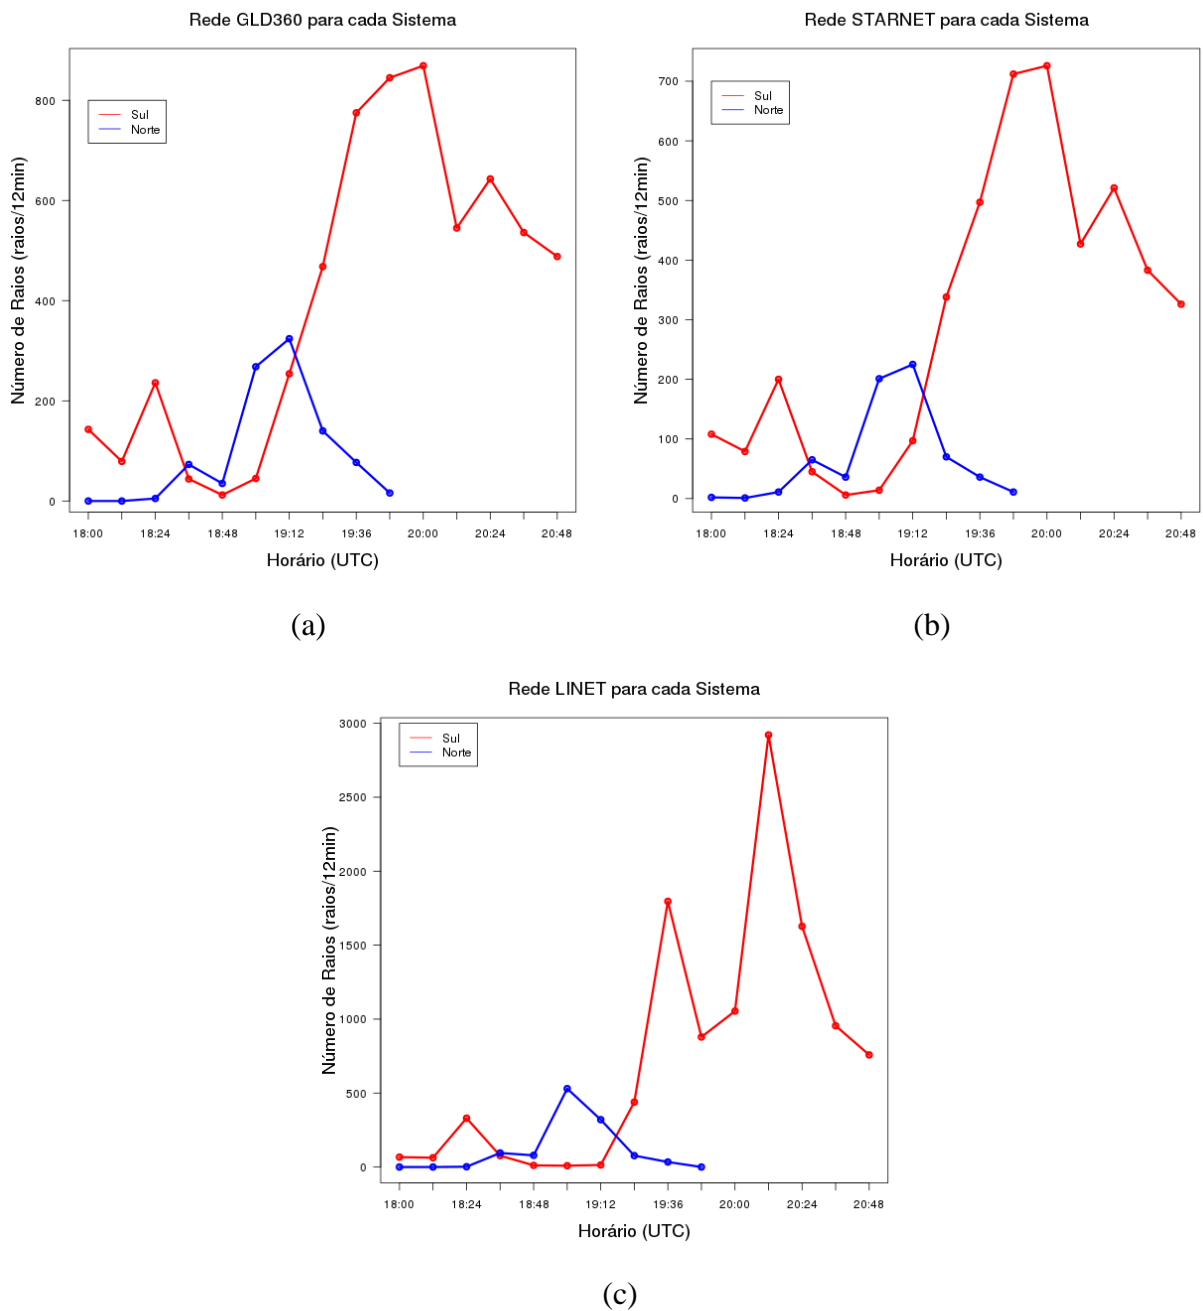 Rede GLD360 para cada Sistema
Número de Raios (raios/12min)
800
600
400
200
0
Sul
Norte
18:00 18:24 18:48 19:12 19:36 20:00 20:24 20:48
Horário (UTC)
(a)
Rede STARNET para cada Sistema
Número de Raios (raios/12min)
700
600
500
400
300
200
100
0
Sul
Norte
18:00 18:24 18:48 19:12 19:36 20:00 20:24 20:48
Horário (UTC)
(b)
Rede LINET para cada Sistema
Número de Raios (raios/12min)
3000
2500
2000
1500
1000
500
0
Sul
Norte
18:00 18:24 18:48 19:12 19:36 20:00 20:24 20:48
Horário (UTC)
(c)